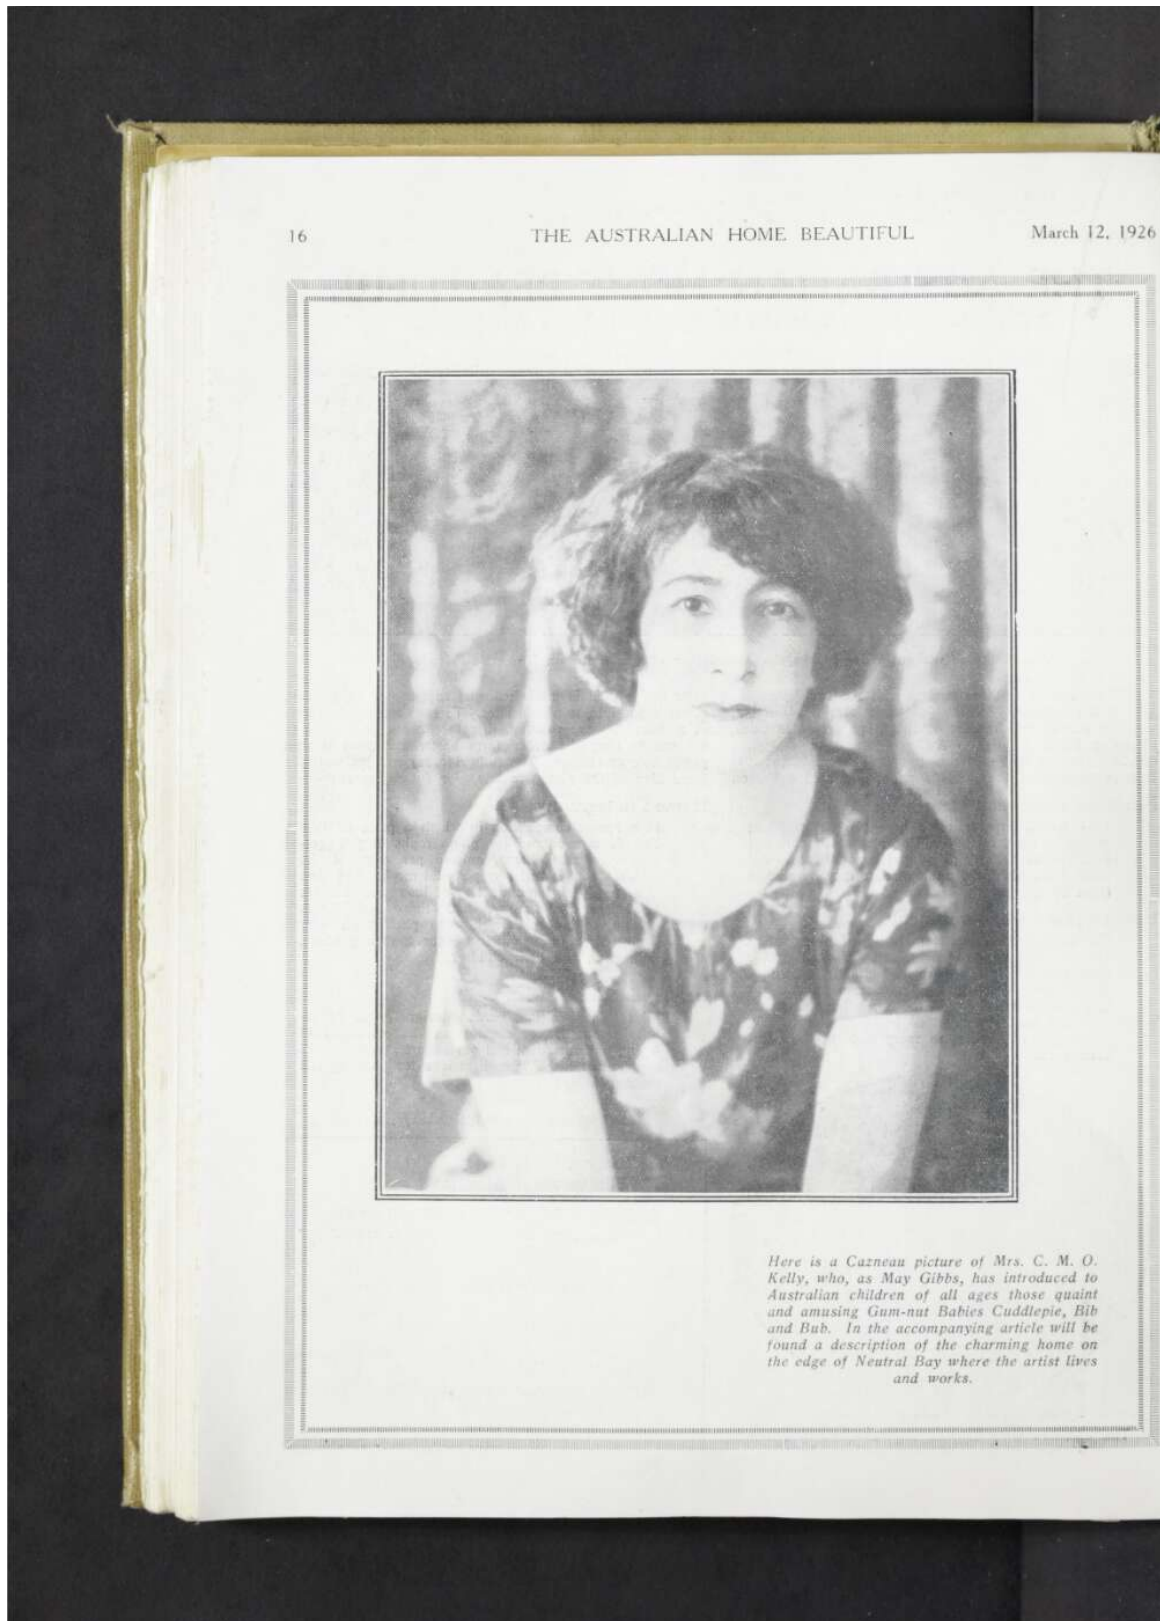 16
THE AUSTRALIAN HOME BEAUTIFUL
March 12, 1926
Here is a Cazneau picture of Mrs. C. M. O.
Kelly, who, as May Gibbs, has introduced to
Australian children of all ages those quaint
and amusing Gum-nut Babies Cuddlepie, Bib
and Bub. In the accompanying article will be
found a description of the charming home on
the edge of Neutral Bay where the artist lives
and works.